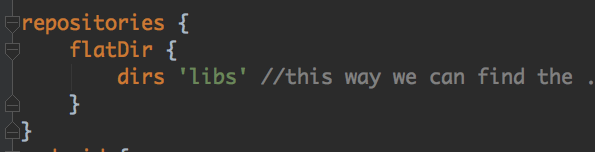 repositories {
flatDir {
dirs 'libs' //this way we can find the .
}
}